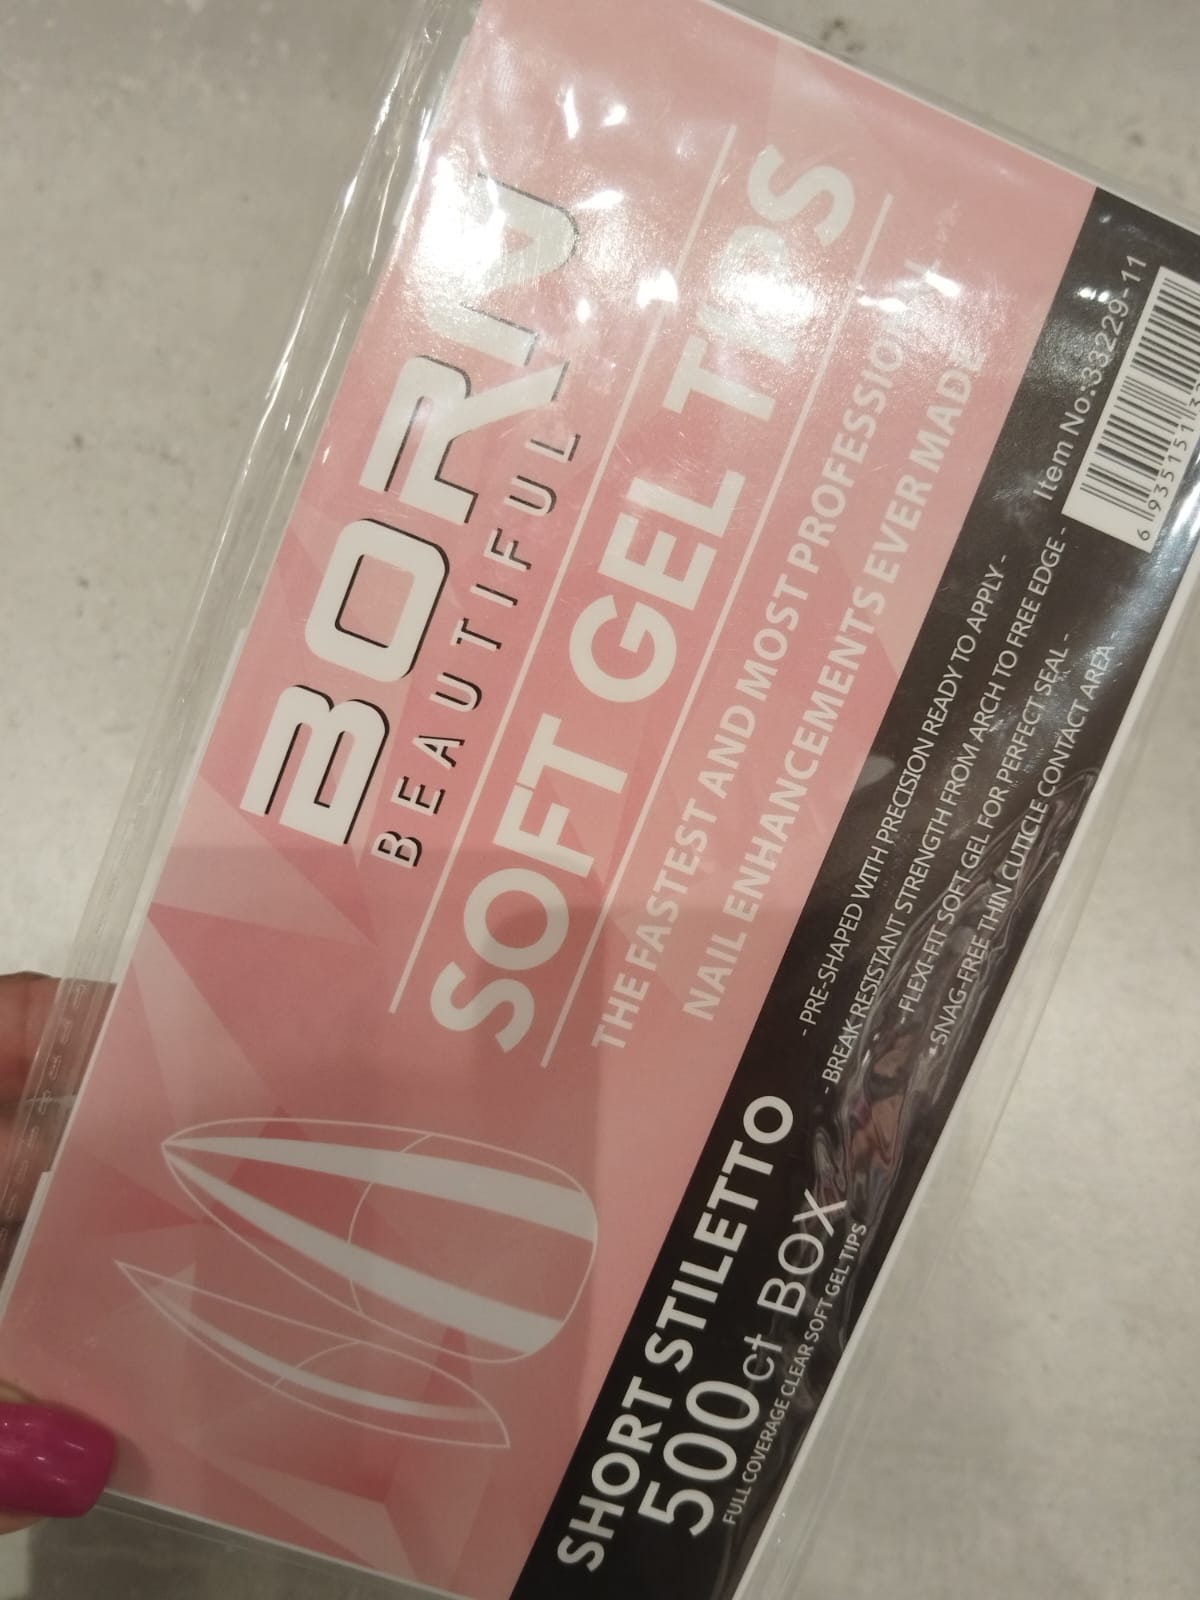 BORN
BEAUTIFUL
SOFT GEL TIPS
THE FASTEST AND MOST PROFESSIONAL
NAIL ENHANCEMENTS EVER MADE
SHORT STILETTO
500 ct BOX
FULL COVERAGE CLEAR SOFT GEL TIPS
- PRE-SHAPED WITH PRECISION READY TO APPLY -
- BREAK RESISTANT STRENGTH FROM ARCH TO FREE EDGE -
- FLEXI-FIT SOFT GEL FOR PERFECT SEAL -
- SNAG-FREE THIN CUTICLE CONTACT AREA -
Item No.:33229-11